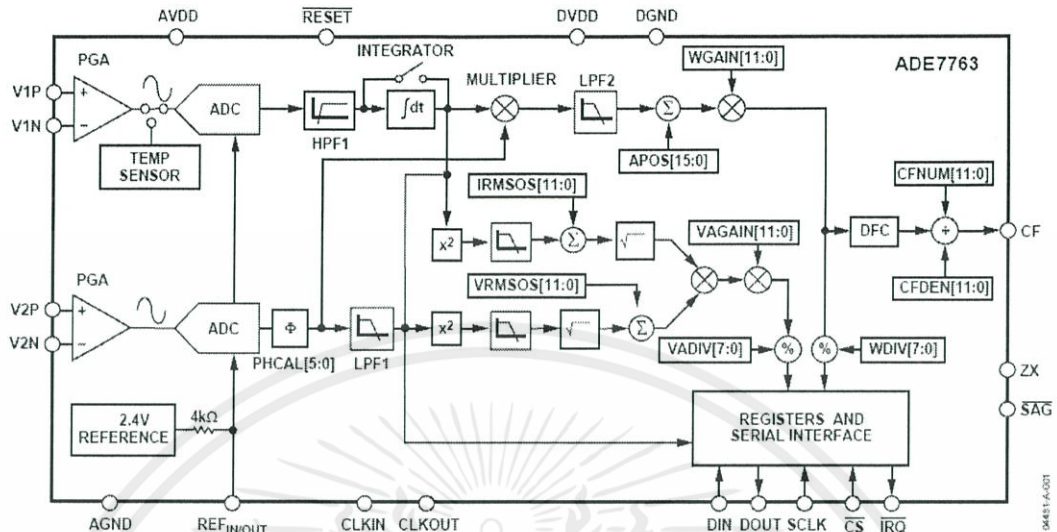 AVDD
RESET
DVDD
DGND
INTEGRATOR
WGAIN[11:0]
ADE7763
PGA
MULTIPLIER
LPF2
V1P
+
ADC
∫dt
Σ
V1N
−
HPF1
TEMP
SENSOR
APOS[15:0]
IRMSOS[11:0]
CFNUM[11:0]
VAGAIN[11:0]
x²
Σ
√
DFC
÷
CF
PGA
VRMSOS[11:0]
CFDEN[11:0]
V2P
+
ADC
Φ
x²
√
Σ
V2N
−
PHCAL[5:0]
LPF1
VADIV[7:0]
%
%
WDIV[7:0]
ZX
2.4V
REFERENCE
4kΩ
REGISTERS AND
SERIAL INTERFACE
SAG
AGND
REFIN/OUT
CLKIN
CLKOUT
DIN
DOUT
SCLK
CS
IRQ